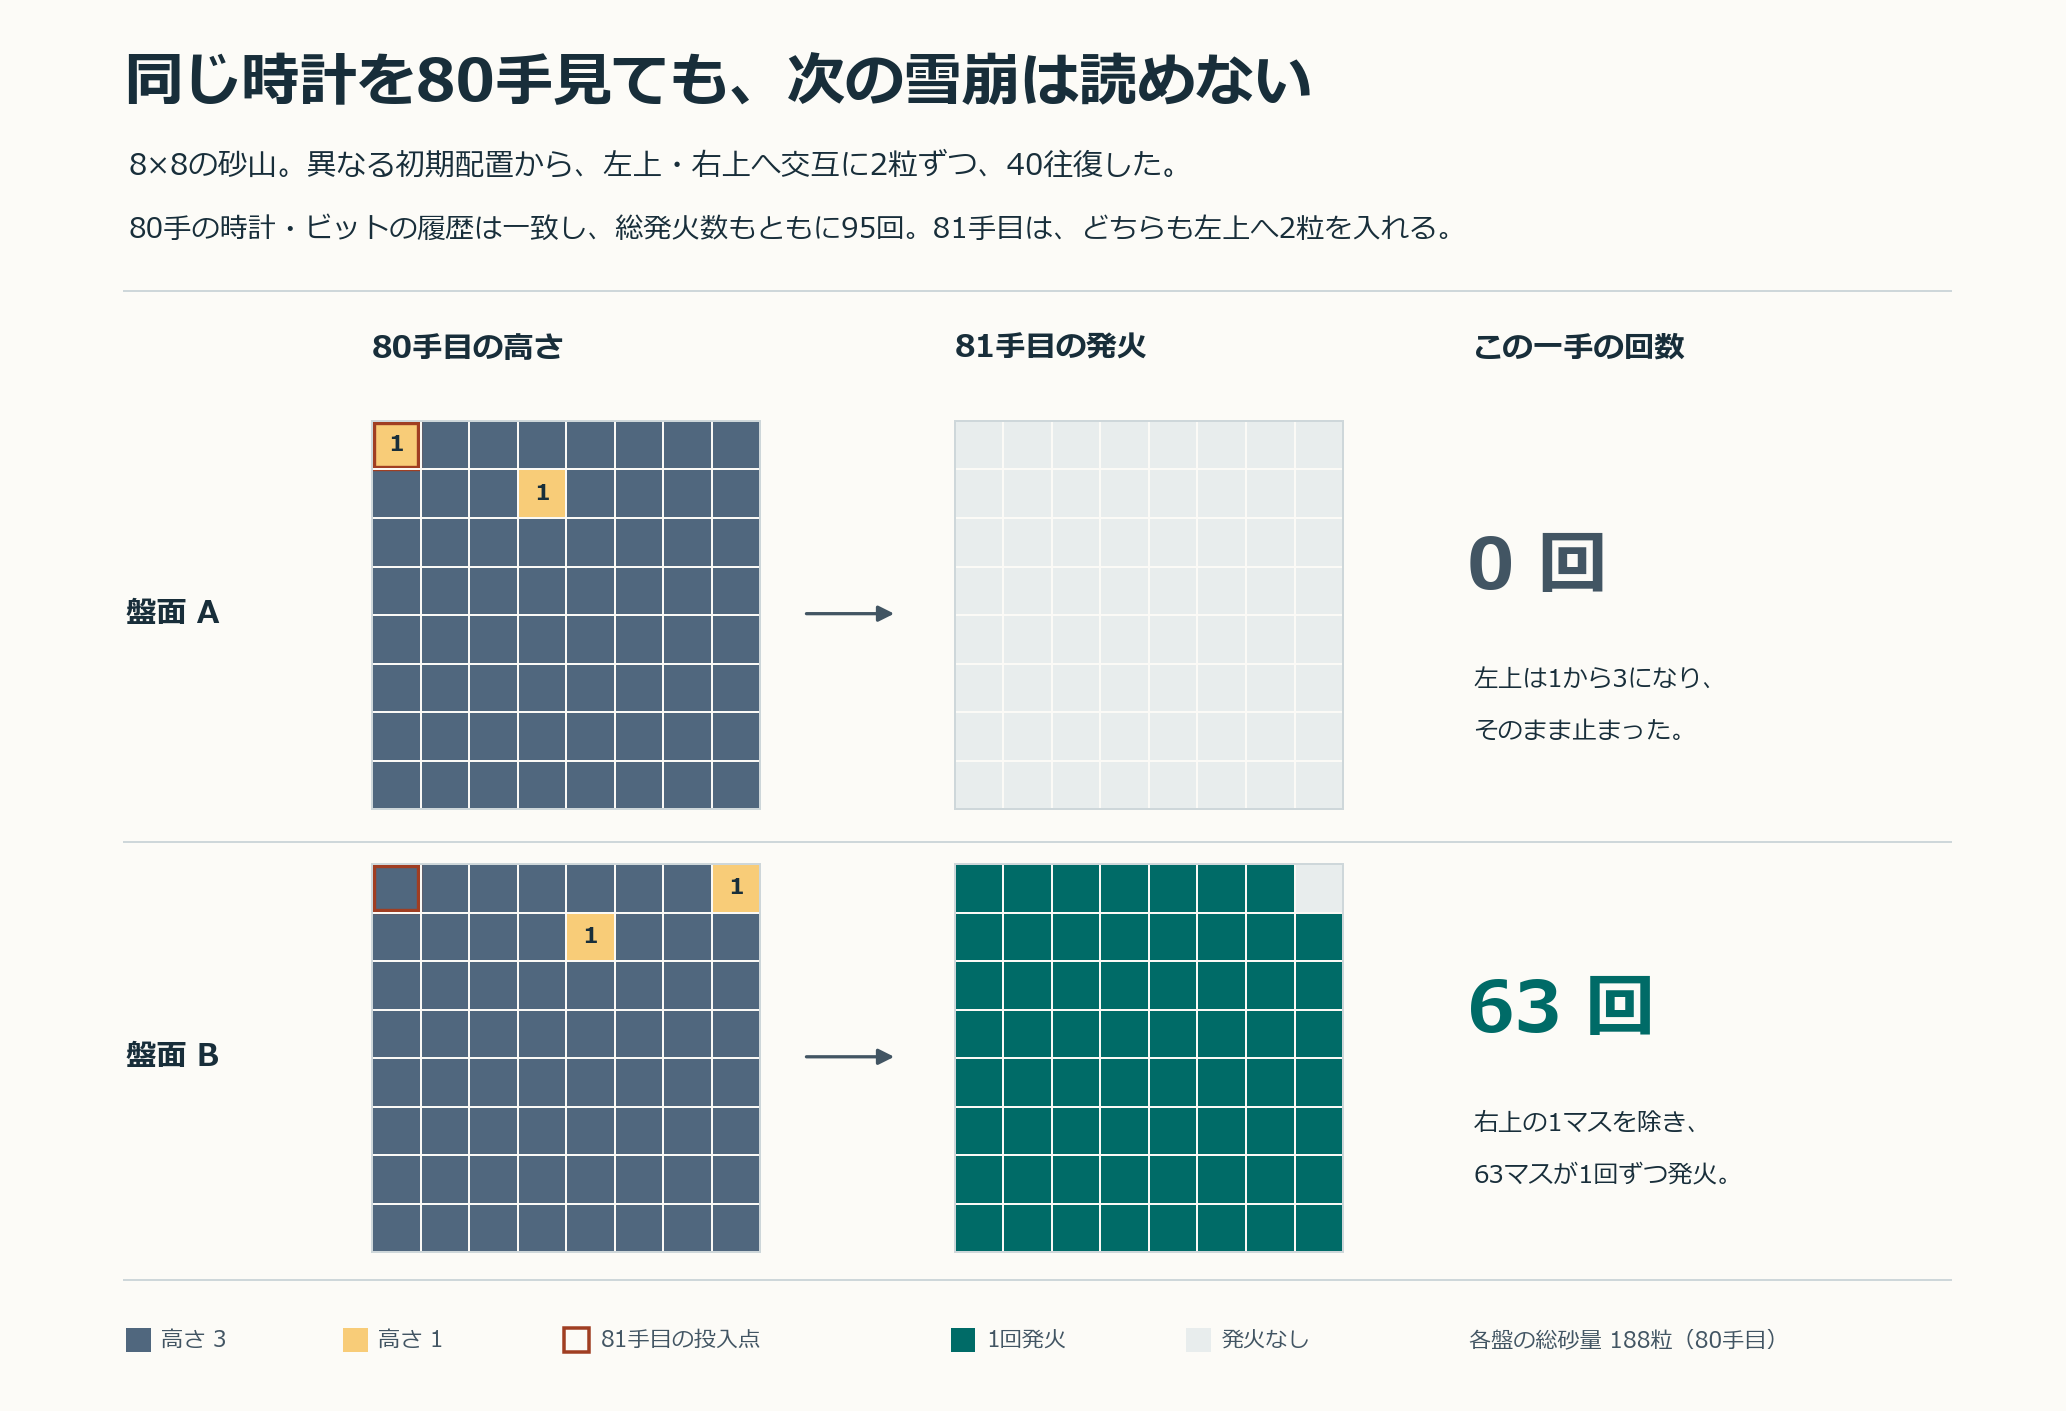 同じ時計を80手見ても、次の雪崩は読めない
8×8の砂山。異なる初期配置から、左上・右上へ交互に2粒ずつ、40往復した。
80手の時計・ビットの履歴は一致し、総発火数もともに95回。81手目は、どちらも左上へ2粒を入れる。
80手目の高さ
81手目の発火
この一手の回数
盤面 A
1
1
0 回
左上は1から3になり、
そのまま止まった。
盤面 B
1
1
63 回
右上の1マスを除き、
63マスが1回ずつ発火。
高さ 3
高さ 1
81手目の投入点
1回発火
発火なし
各盤の総砂量 188粒（80手目）